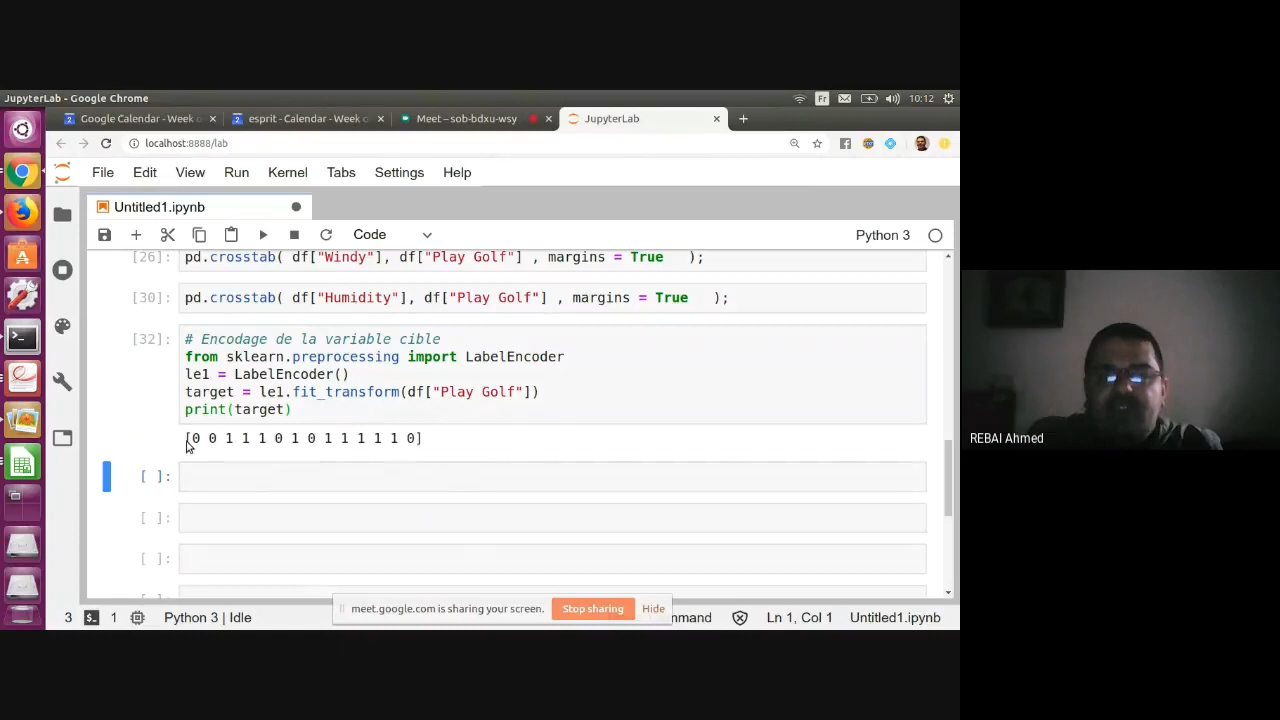 JupyterLab - Google Chrome
Fr
10:12
Google Calendar - Week o
esprit - Calendar - Week o
Meet – sob-bdxu-wsy
JupyterLab
localhost:8888/lab
File Edit View Run Kernel Tabs Settings Help
Untitled1.ipynb
Code
Python 3
[26]: pd.crosstab( df["Windy"], df["Play Golf"] , margins = True );
[30]: pd.crosstab( df["Humidity"], df["Play Golf"] , margins = True );
[32]: # Encodage de la variable cible
from sklearn.preprocessing import LabelEncoder
le1 = LabelEncoder()
target = le1.fit_transform(df["Play Golf"])
print(target)
[0 0 1 1 1 0 1 0 1 1 1 1 1 0]
[ ]:
[ ]:
[ ]:
REBAI Ahmed
meet.google.com is sharing your screen. Stop sharing Hide
3 1 Python 3 | Idle mmand Ln 1, Col 1 Untitled1.ipynb